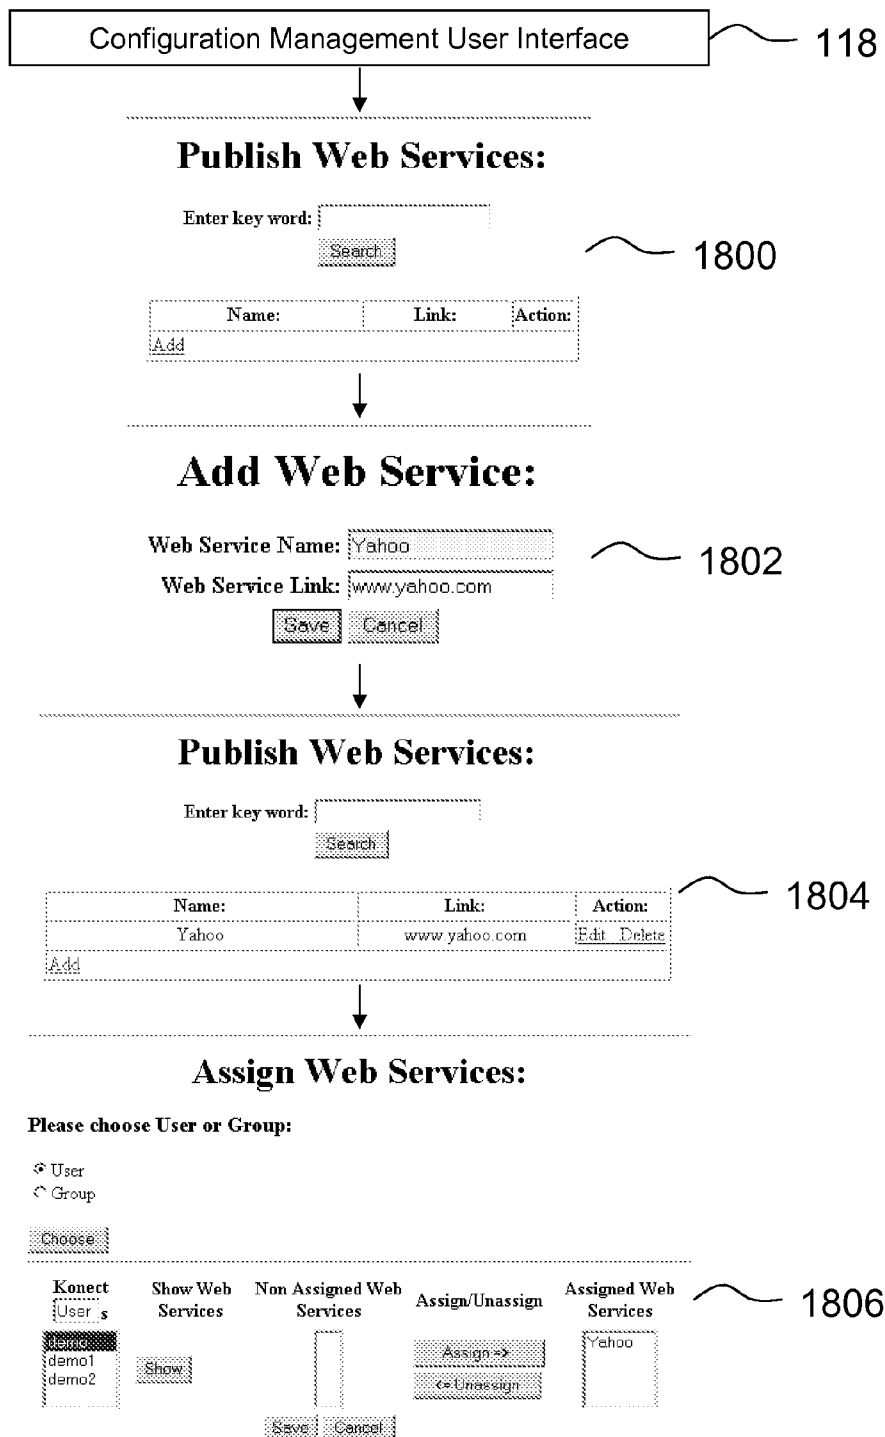 Configuration Management User Interface
118
Publish Web Services:
Enter key word:
Search
1800
Name: Link: Action:
Add
Add Web Service:
Web Service Name: Yahoo
1802
Web Service Link: www.yahoo.com
Save Cancel
Publish Web Services:
Enter key word:
Search
1804
Name: Link: Action:
Yahoo www.yahoo.com Edit Delete
Add
Assign Web Services:
Please choose User or Group:
User
Group
Choose
Konect User s
Show Web Services
Non Assigned Web Services
Assign/Unassign
Assigned Web Services
1806
demo
demo1
demo2
Show
Assign =>
<= Unassign
Yahoo
Save Cancel